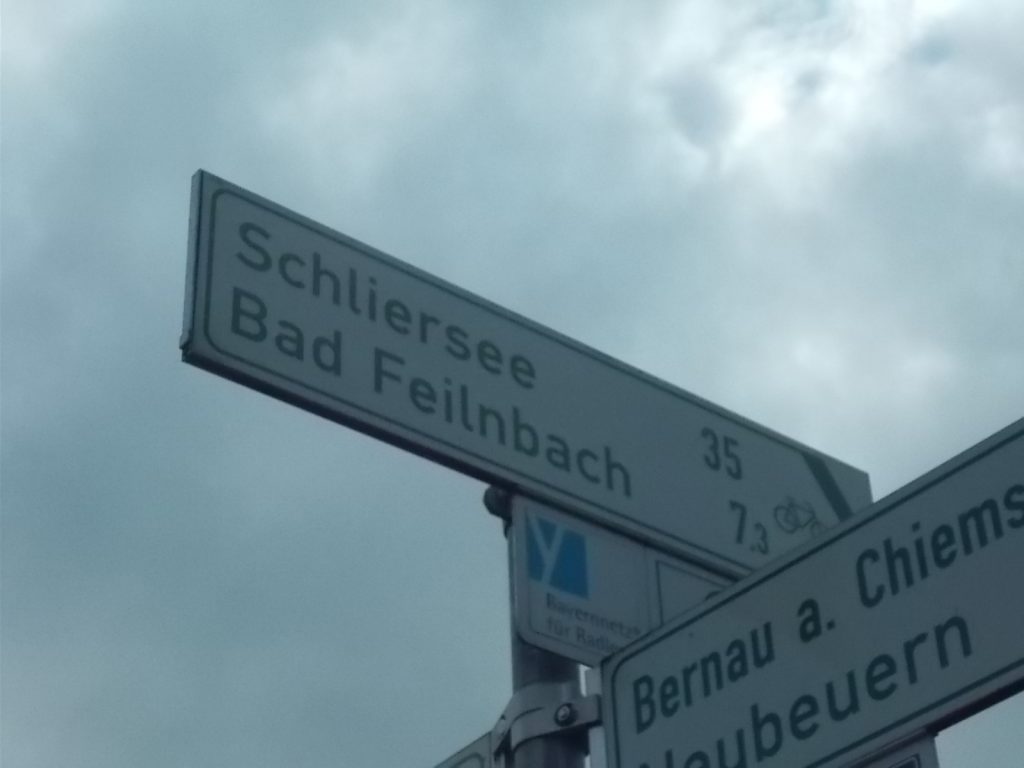 Schliersee 35
Bad Feilnbach 7,3
Bayernnetz
für Radler
Bernau a. Chiems
Neubeuern